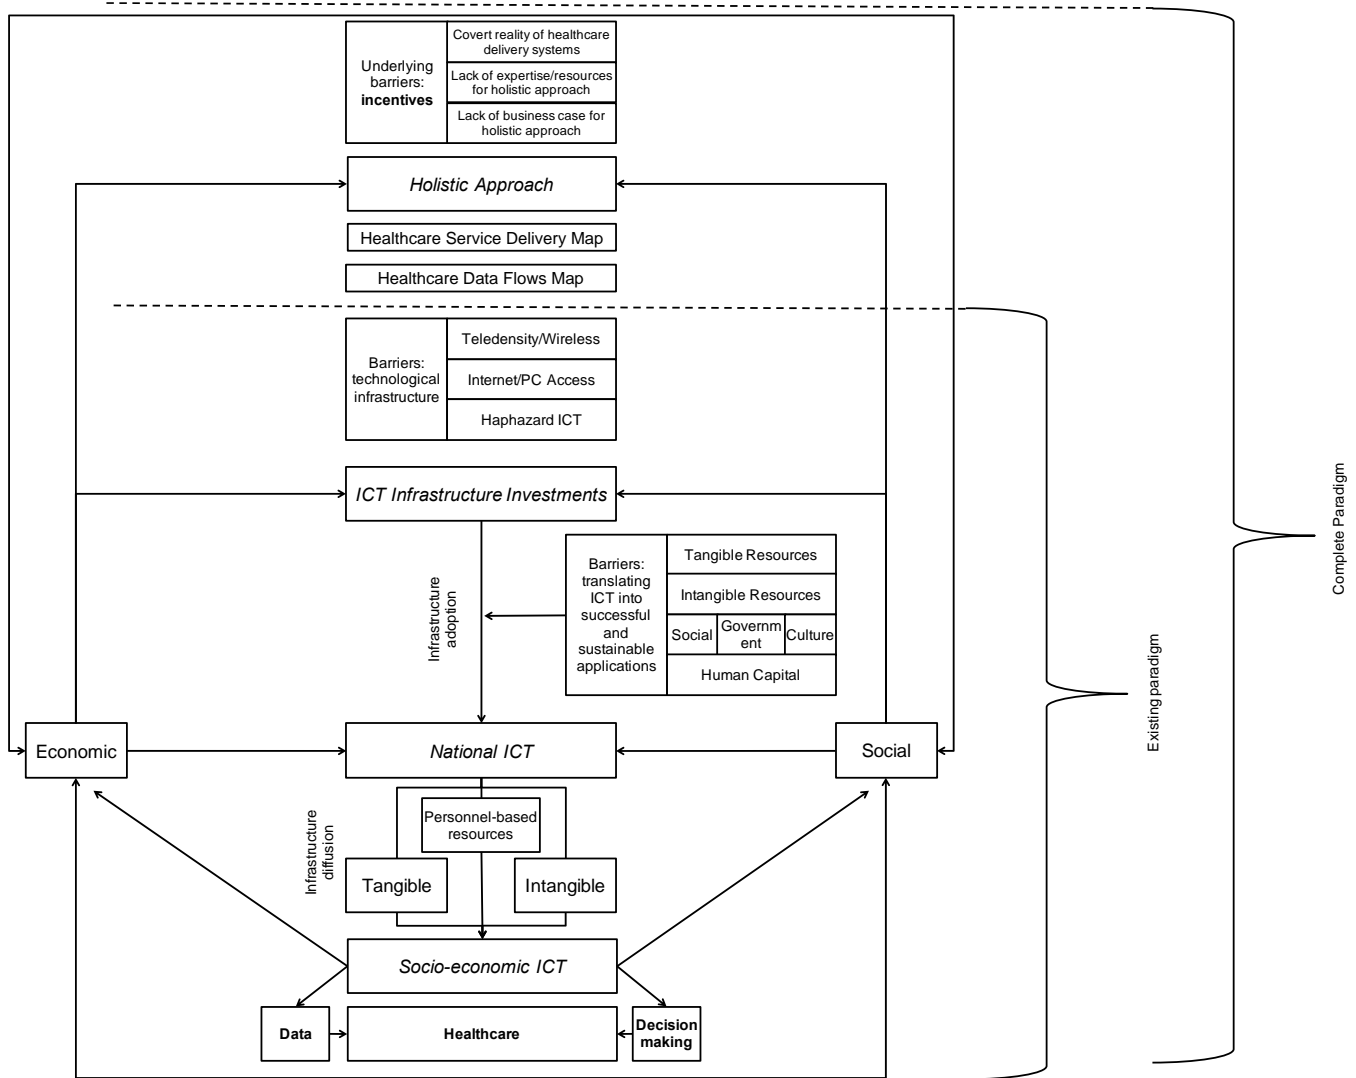 Underlying
barriers:
incentives
Covert reality of healthcare
delivery systems
Lack of expertise/resources
for holistic approach
Lack of business case for
holistic approach
Holistic Approach
Healthcare Service Delivery Map
Healthcare Data Flows Map
Barriers:
technological
infrastructure
Teledensity/Wireless
Internet/PC Access
Haphazard ICT
ICT Infrastructure Investments
Infrastructure
adoption
Barriers:
translating
ICT into
successful
and
sustainable
applications
Tangible Resources
Intangible Resources
Social
Governm
ent
Culture
Human Capital
Economic
National ICT
Social
Infrastructure
diffusion
Personnel-based
resources
Tangible
Intangible
Socio-economic ICT
Data
Healthcare
Decision
making
Existing paradigm
Complete Paradigm